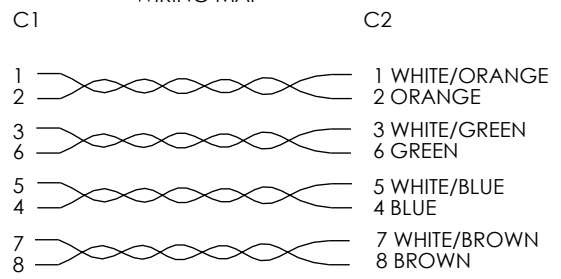 WIRING MAP
C1 C2
1 1 WHITE/ORANGE
2 2 ORANGE
3 3 WHITE/GREEN
6 6 GREEN
5 5 WHITE/BLUE
4 4 BLUE
7 7 WHITE/BROWN
8 8 BROWN